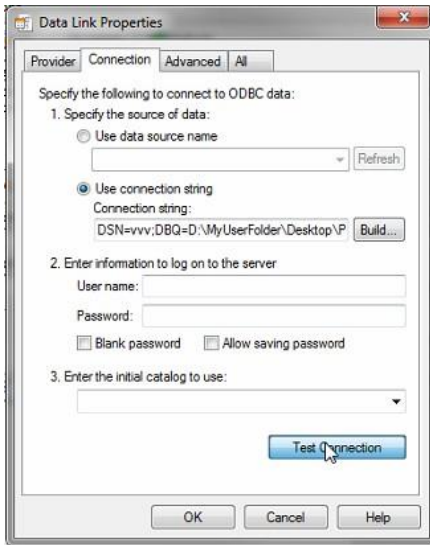 Data Link Properties
Provider Connection Advanced All
Specify the following to connect to ODBC data:
1. Specify the source of data:
Use data source name
Refresh
Use connection string
Connection string:
DSN=vvv;DBQ=D:\MyUserFolder\Desktop\P Build...
2. Enter information to log on to the server
User name:
Password:
Blank password Allow saving password
3. Enter the initial catalog to use:
Test Connection
OK Cancel Help